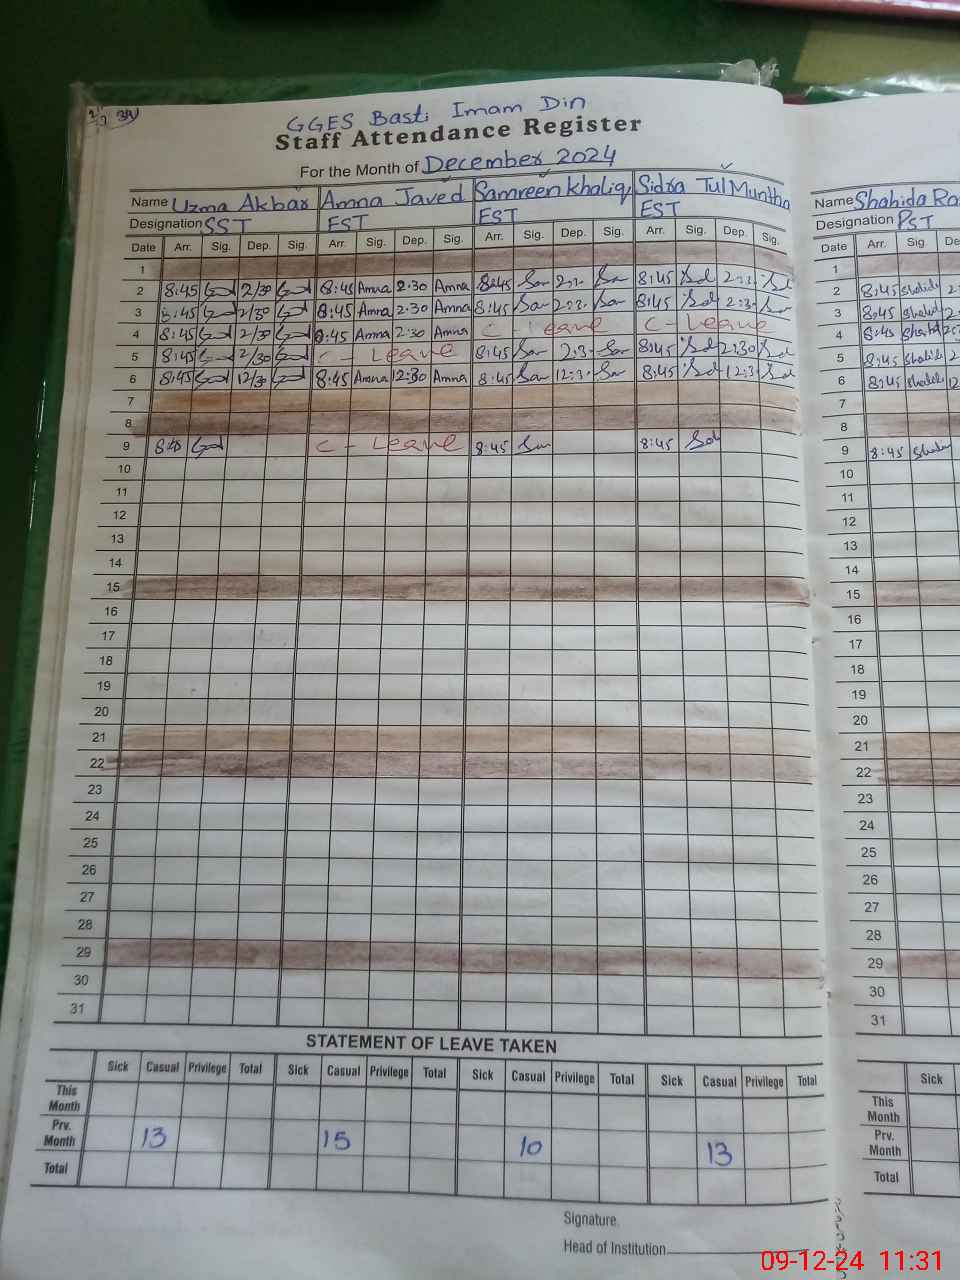 GGES Basti Imam Din
Staff Attendance Register
For the Month of December 2024
Name Uzma Akbar Amna Javed Samreen khaliq Sidra Tul Muntha Name Shahida
Designation SST EST EST EST Designation PST
Date Arr. Sig. Dep. Sig. Arr. Sig. Dep. Sig. Arr. Sig. Dep. Sig. Arr. Sig. Dep. Sig. Date Arr. Sig. De
1 1
2 8:45 2/30 8:45 Amna 2:30 Amna 8:45 8:45 2 8:45
3 8:45 2/30 8:45 Amna 2:30 Amna 8:45 8:45 3 8:45
4 8:45 2/30 8:45 Amna 2:30 Amna C - Leave C - Leave 4 8:45
5 8:45 2/30 C - Leave 8:45 8:45 2:30 5 8:45
6 8:45 12/30 8:45 Amna 12:30 Amna 8:45 8:45 6 8:45
7 7
8 8
9 C - Leave 8:45 8:45 9 8:45
10 10
11 11
12 12
13 13
14 14
15 15
16 16
17 17
18 18
19 19
20 20
21 21
22 22
23 23
24 24
25 25
26 26
27 27
28 28
29 29
30 30
31 31
STATEMENT OF LEAVE TAKEN
Sick Casual Privilege Total Sick Casual Privilege Total Sick Casual Privilege Total Sick Casual Privilege Total Sick
This Month This Month
Prv. Month 13 15 10 13 Prv. Month
Total Total
Signature
Head of Institution
09-12-24 11:31